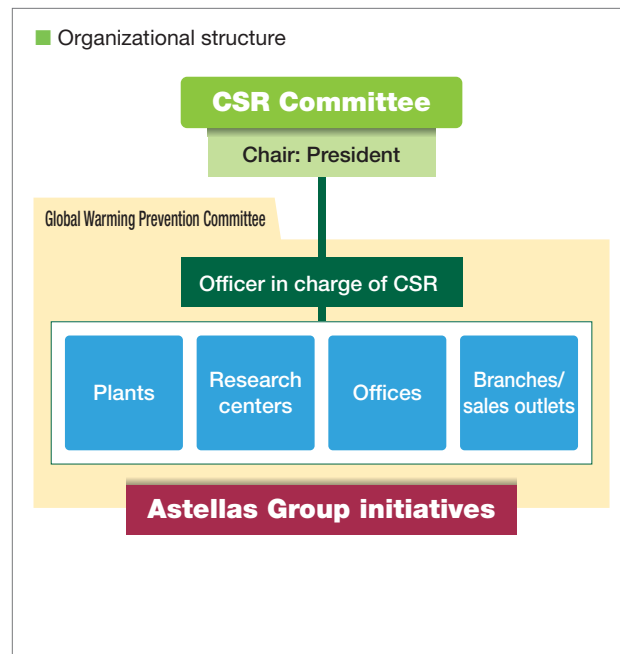 Organizational structure
CSR Committee
Chair: President
Global Warming Prevention Committee
Officer in charge of CSR
Plants
Research
centers
Offices
Branches/
sales outlets
Astellas Group initiatives